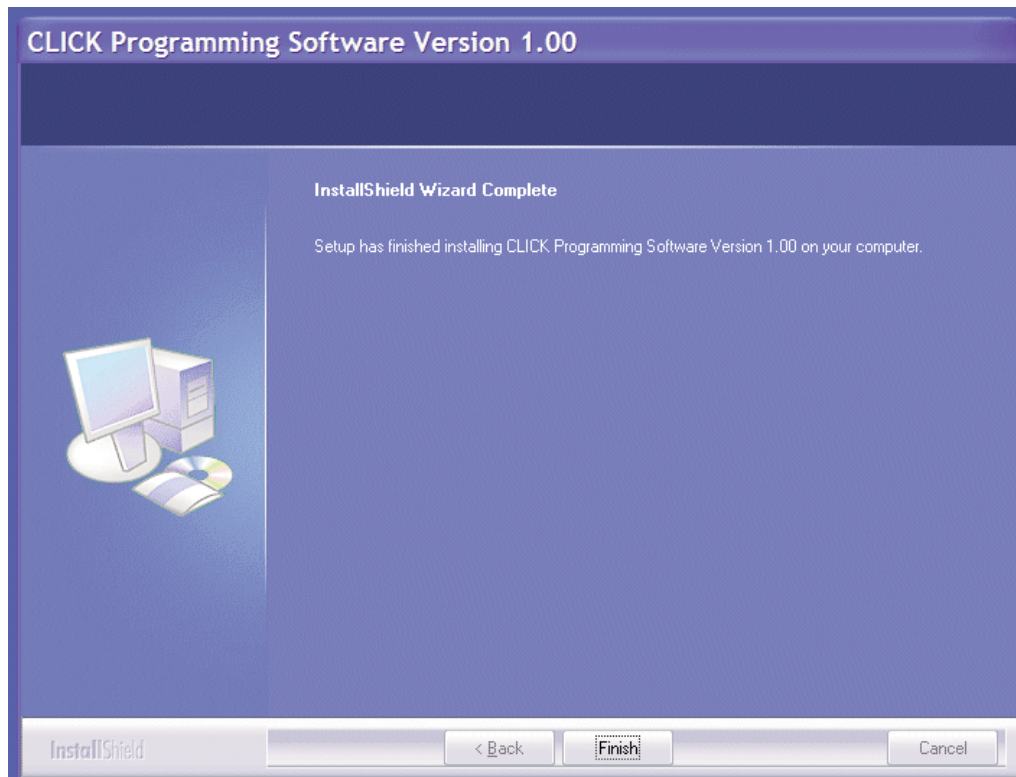 CLICK Programming Software Version 1.00
InstallShield Wizard Complete
Setup has finished installing CLICK Programming Software Version 1.00 on your computer.
InstallShield
< Back
Finish
Cancel